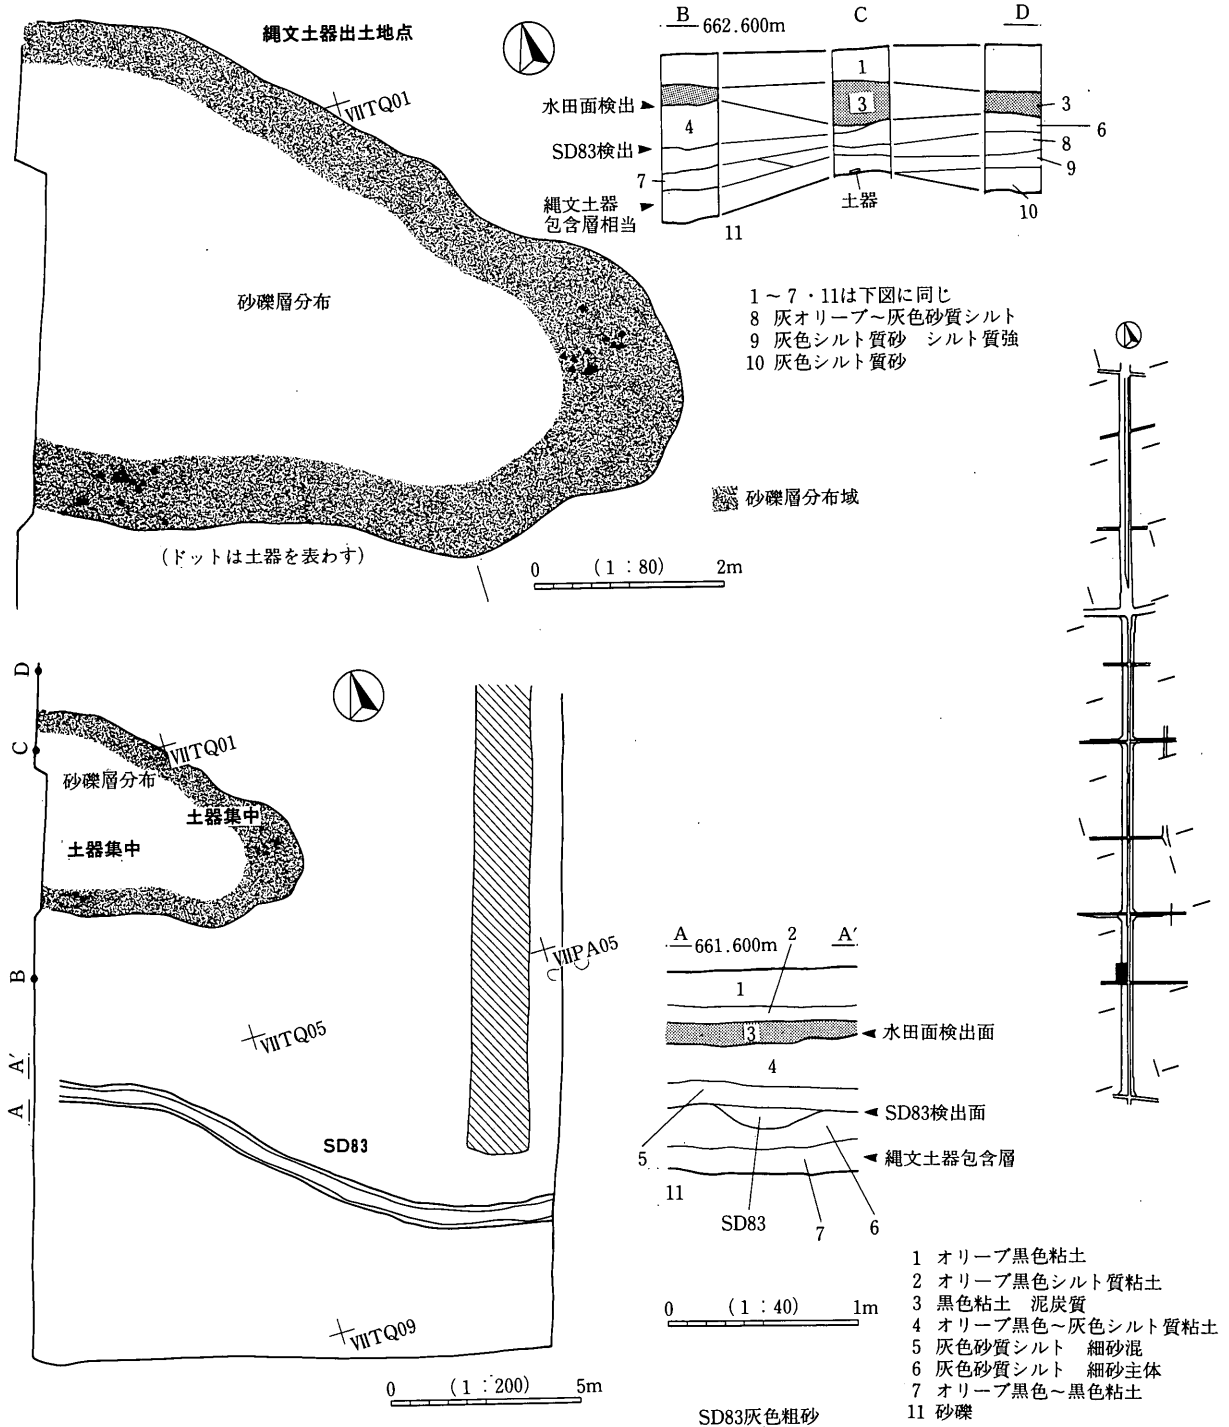 縄文土器出土地点
ⅦTQ01
砂礫層分布
(ドットは土器を表わす)
砂礫層分布域
0 (1：80) 2m
B C D
662.600m
水田面検出
SD83検出
縄文土器
包含層相当
1
3
4
7
土器
11
3
6
8
9
10
1～7・11は下図に同じ
8 灰オリーブ～灰色砂質シルト
9 灰色シルト質砂 シルト質強
10 灰色シルト質砂
D
C
B
A′
A
ⅦTQ01
砂礫層分布
土器集中
土器集中
ⅦPA05
ⅦTQ05
SD83
ⅦTQ09
0 (1：200) 5m
A 661.600m 2 A′
1
3
4
水田面検出面
SD83検出面
縄文土器包含層
5
11
SD83
7
6
0 (1：40) 1m
SD83灰色粗砂
1 オリーブ黒色粘土
2 オリーブ黒色シルト質粘土
3 黒色粘土 泥炭質
4 オリーブ黒色～灰色シルト質粘土
5 灰色砂質シルト 細砂混
6 灰色砂質シルト 細砂主体
7 オリーブ黒色～黒色粘土
11 砂礫